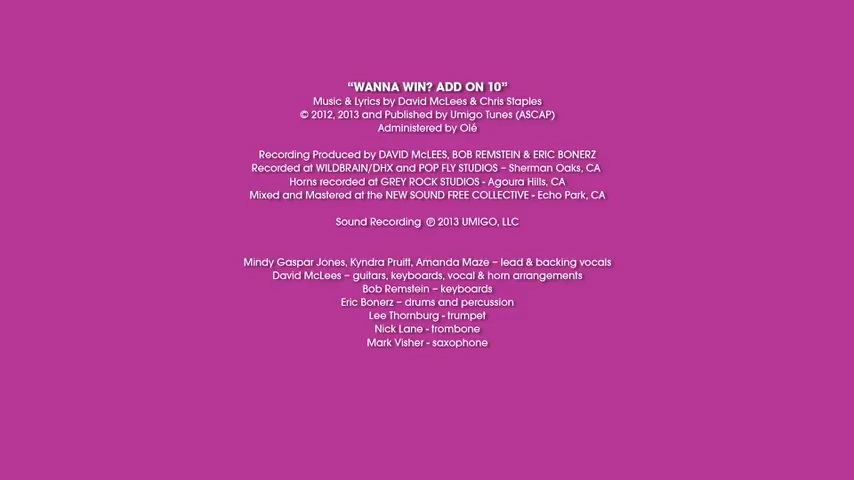 “WANNA WIN? ADD ON 10”
Music & Lyrics by David McLees & Chris Staples
© 2012, 2013 and Published by Umigo Tunes (ASCAP)
Administered by Olé
Recording Produced by DAVID McLEES, BOB REMSTEIN & ERIC BONERZ
Recorded at WILDBRAIN/DHX and POP FLY STUDIOS – Sherman Oaks, CA
Horns recorded at GREY ROCK STUDIOS - Agoura Hills, CA
Mixed and Mastered at the NEW SOUND FREE COLLECTIVE - Echo Park, CA
Sound Recording ℗ 2013 UMIGO, LLC
Mindy Gaspar Jones, Kyndra Pruitt, Amanda Maze – lead & backing vocals
David McLees – guitars, keyboards, vocal & horn arrangements
Bob Remstein – keyboards
Eric Bonerz – drums and percussion
Lee Thornburg - trumpet
Nick Lane - trombone
Mark Visher - saxophone